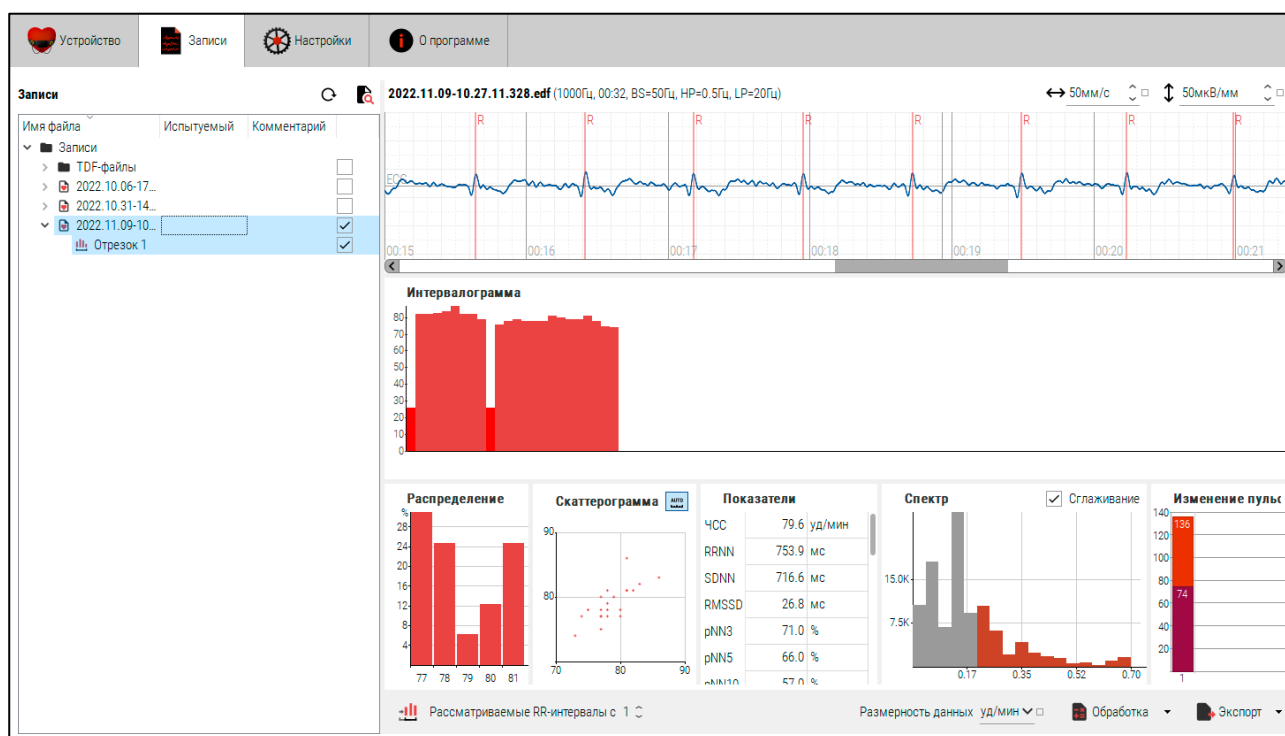 Устройство Записи Настройки О программе
Записи 2022.11.09-10.27.11.328.edf (1000Гц, 00:32, BS=50Гц, HP=0.5Гц, LP=20Гц) 50мм/с 50мкВ/мм
Имя файла Испытуемый Комментарий
Записи
TDF-файлы
2022.10.06-17...
2022.10.31-14...
2022.11.09-10...
Отрезок 1
R R R R R R R R
ECG
00:15 00:16 00:17 00:18 00:19 00:20 00:21
Интервалограмма
80
70
60
50
40
30
20
10
0
Распределение
%
28
24
20
16
12
8
4
77 78 79 80 81
Скаттерограмма AUTO
90
80
70 80 90
Показатели
ЧСС 79.6 уд/мин
RRNN 753.9 мс
SDNN 716.6 мс
RMSSD 26.8 мс
pNN3 71.0 %
pNN5 66.0 %
pNN10 57.0 %
Спектр Сглаживание
15.0K
7.5K
0.17 0.35 0.52 0.70
Изменение пульс
140
136
120
100
80
74
60
40
20
1
Рассматриваемые RR-интервалы с 1 Размерность данных уд/мин Обработка Экспорт